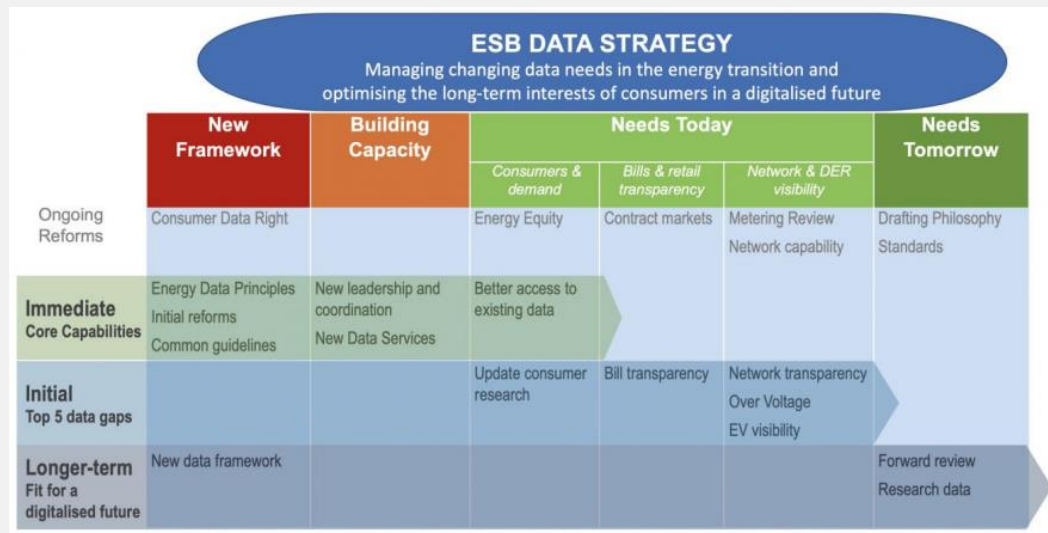 ESB DATA STRATEGY
Managing changing data needs in the energy transition and
optimising the long-term interests of consumers in a digitalised future
New
Framework
Building
Capacity
Needs Today
Needs
Tomorrow
Consumers &
demand
Bills & retail
transparency
Network & DER
visibility
Ongoing
Reforms
Consumer Data Right
Energy Equity
Contract markets
Metering Review
Network capability
Drafting Philosophy
Standards
Immediate
Core Capabilities
Energy Data Principles
Initial reforms
Common guidelines
New leadership and
coordination
New Data Services
Better access to
existing data
Initial
Top 5 data gaps
Update consumer
research
Bill transparency
Network transparency
Over Voltage
EV visibility
Longer-term
Fit for a
digitalised future
New data framework
Forward review
Research data